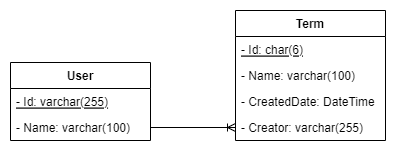 User
- Id: varchar(255)
- Name: varchar(100)
Term
- Id: char(6)
- Name: varchar(100)
- CreatedDate: DateTime
- Creator: varchar(255)